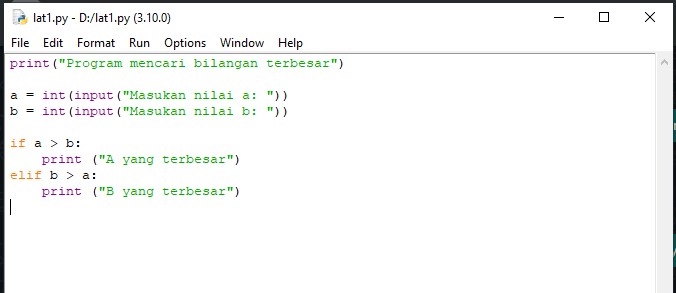 lat1.py - D:/lat1.py (3.10.0)
File Edit Format Run Options Window Help
print("Program mencari bilangan terbesar")
a = int(input("Masukan nilai a: "))
b = int(input("Masukan nilai b: "))
if a > b:
    print ("A yang terbesar")
elif b > a:
    print ("B yang terbesar")